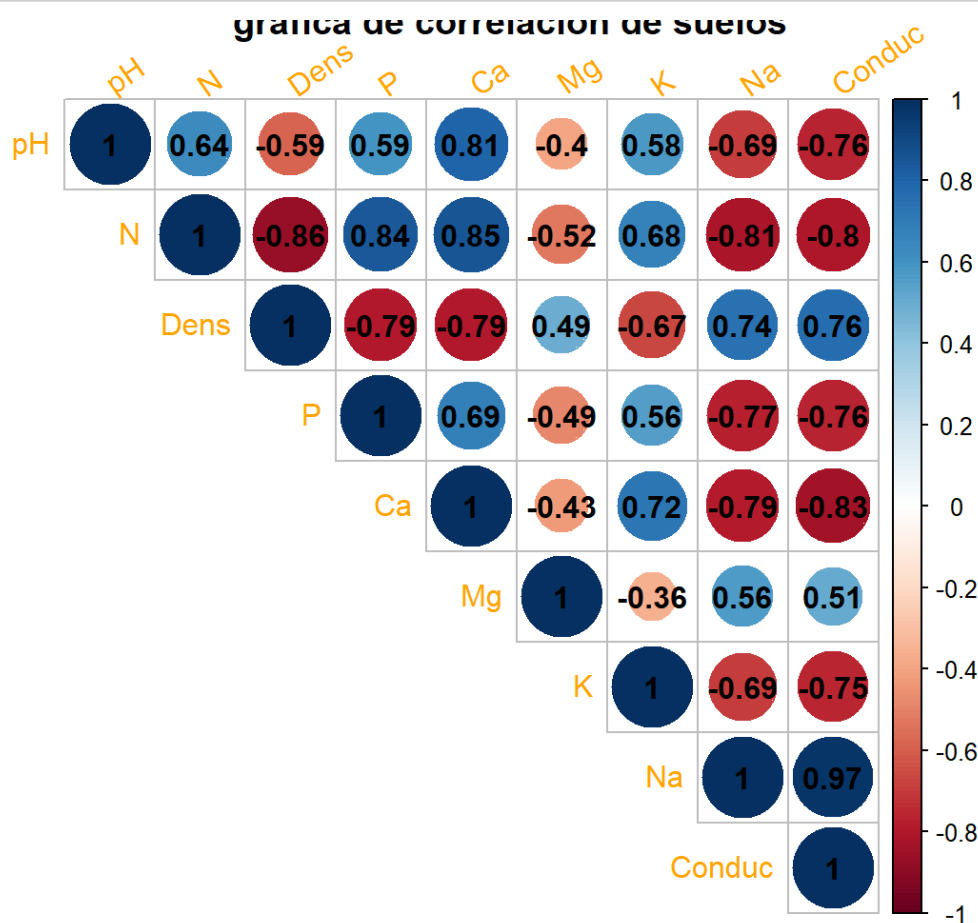 gráfica de correlación de suelos
pH N Dens P Ca Mg K Na Conduc
pH 1 0.64 -0.59 0.59 0.81 -0.4 0.58 -0.69 -0.76
N 1 -0.86 0.84 0.85 -0.52 0.68 -0.81 -0.8
Dens 1 -0.79 -0.79 0.49 -0.67 0.74 0.76
P 1 0.69 -0.49 0.56 -0.77 -0.76
Ca 1 -0.43 0.72 -0.79 -0.83
Mg 1 -0.36 0.56 0.51
K 1 -0.69 -0.75
Na 1 0.97
Conduc 1
1
0.8
0.6
0.4
0.2
0
-0.2
-0.4
-0.6
-0.8
-1